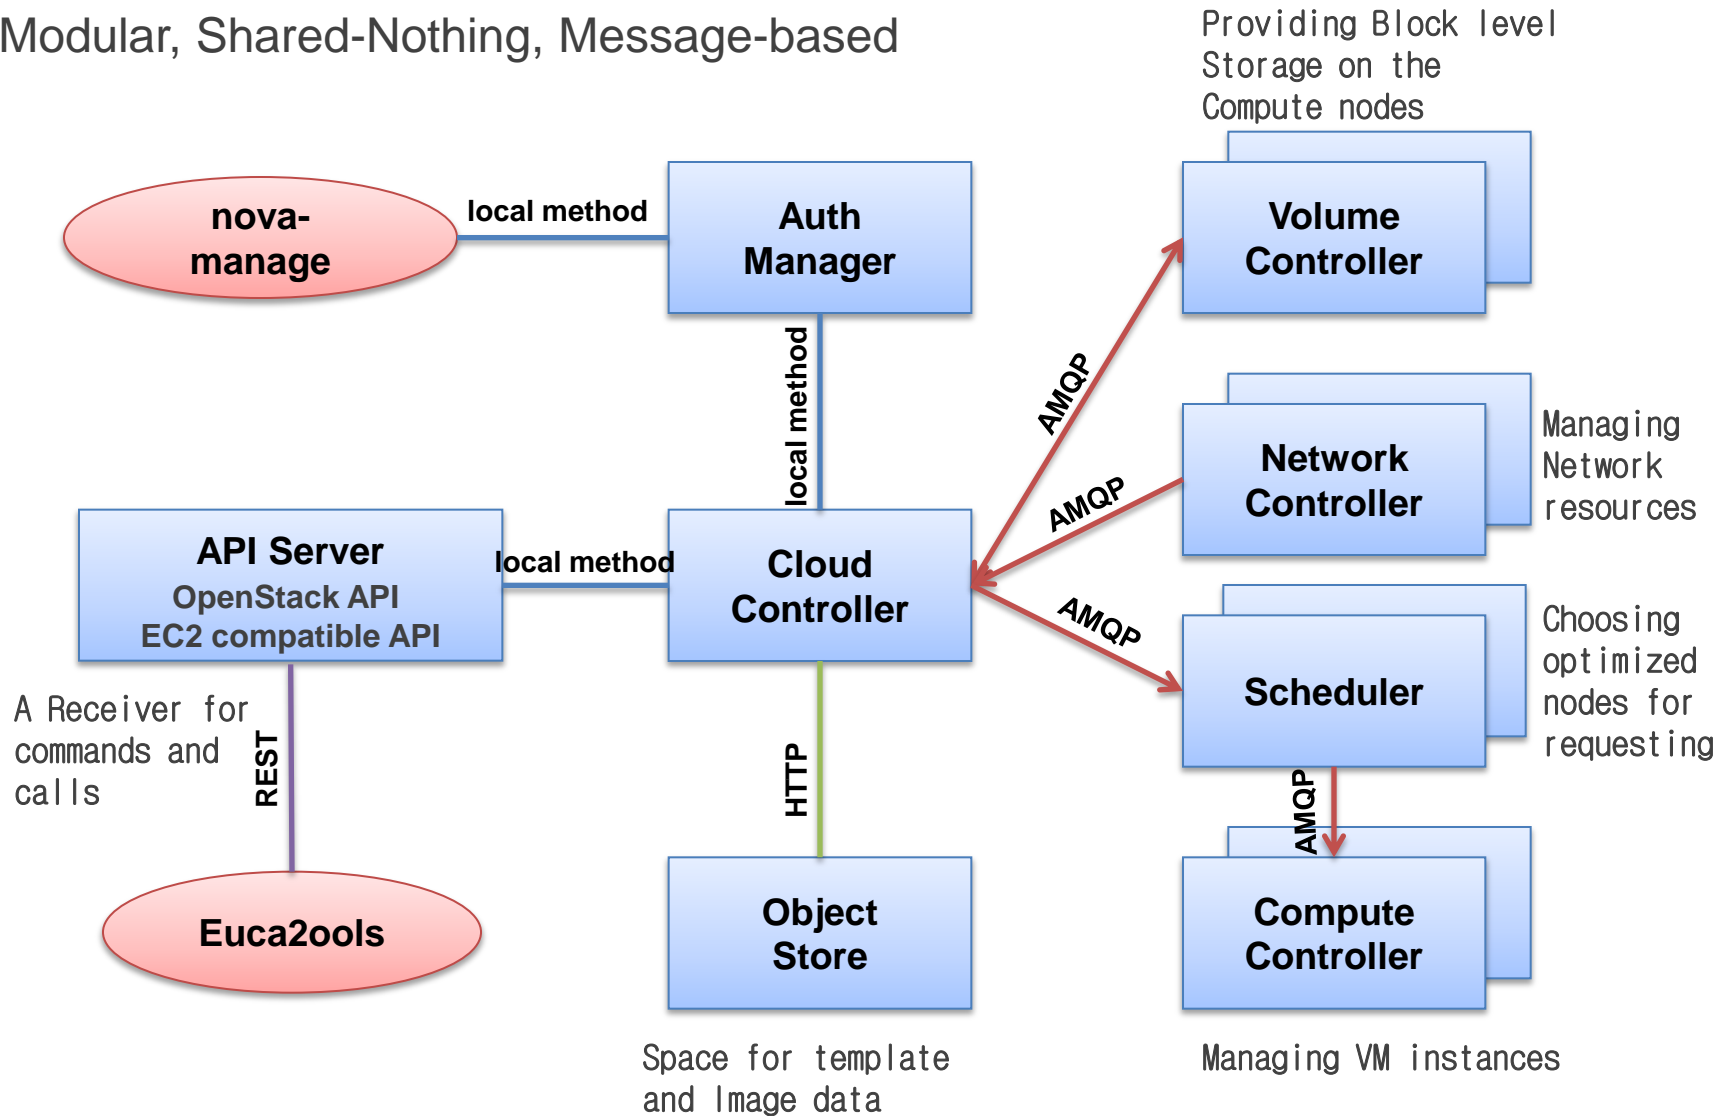 Modular, Shared-Nothing, Message-based
Providing Block level
Storage on the
Compute nodes
nova-
manage
local method
Auth
Manager
Volume
Controller
local method
AMQP
Network
Controller
Managing
Network
resources
AMQP
API Server
OpenStack API
EC2 compatible API
local method
Cloud
Controller
AMQP
Scheduler
Choosing
optimized
nodes for
requesting
A Receiver for
commands and
calls
REST
HTTP
AMQP
Euca2ools
Object
Store
Compute
Controller
Space for template
and Image data
Managing VM instances